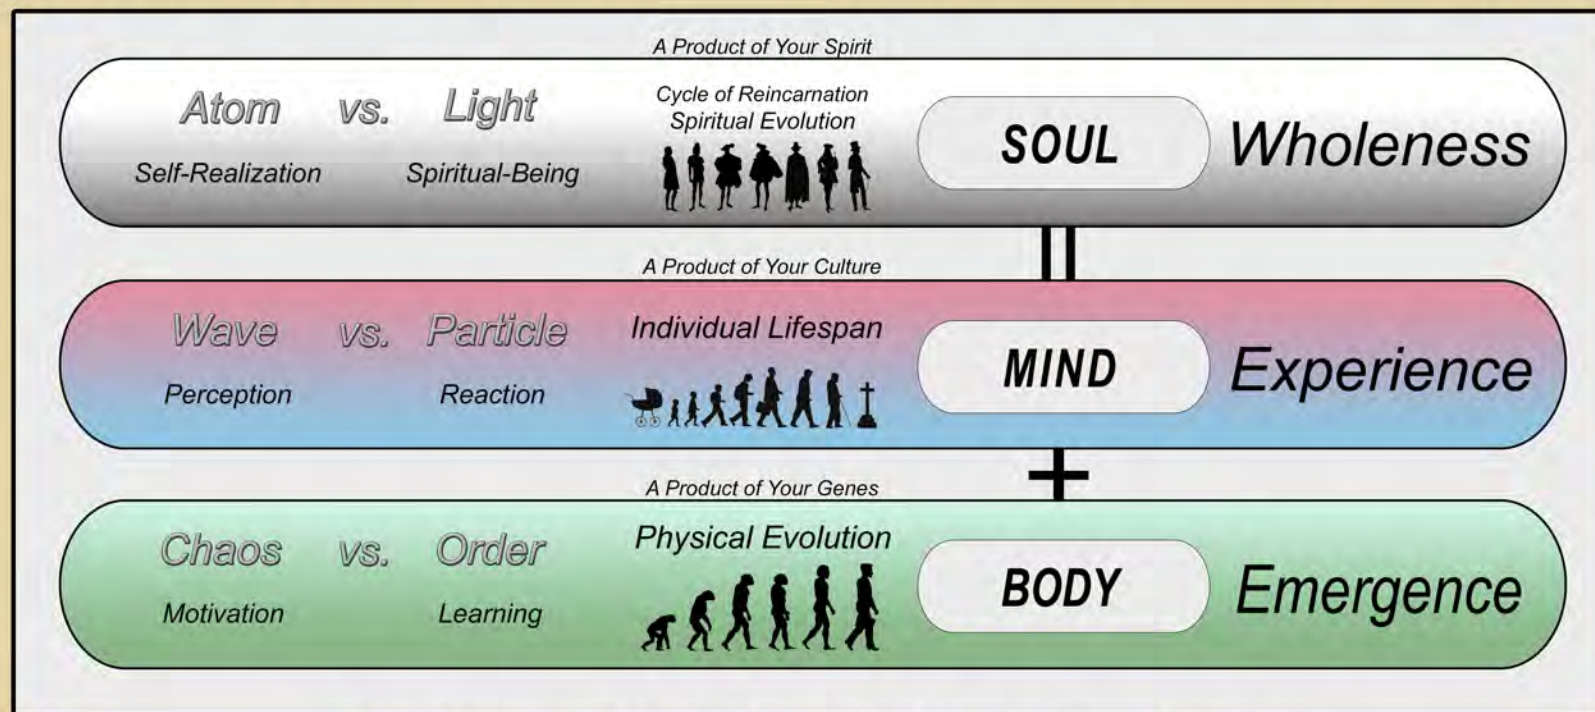 A Product of Your Spirit
Atom vs. Light
Self-Realization Spiritual-Being
Cycle of Reincarnation
Spiritual Evolution
SOUL
Wholeness
=
A Product of Your Culture
Wave vs. Particle
Perception Reaction
Individual Lifespan
MIND
Experience
+
A Product of Your Genes
Chaos vs. Order
Motivation Learning
Physical Evolution
BODY
Emergence